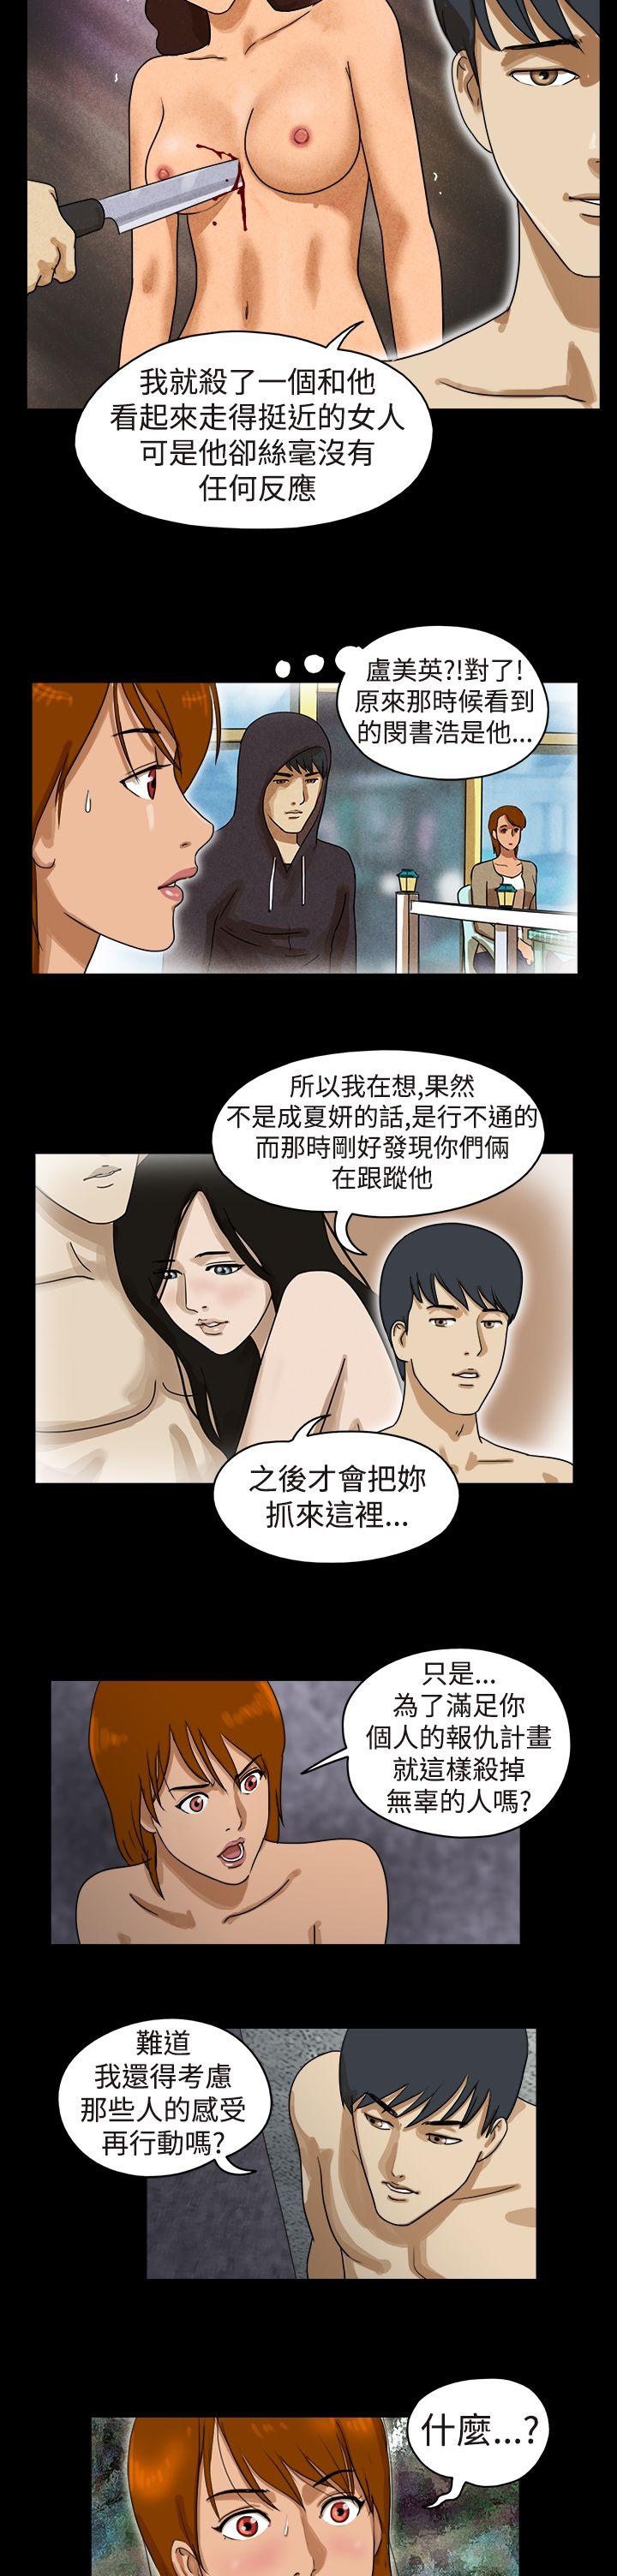 我就殺了一個和他
看起來走得挺近的女人
可是他卻絲毫沒有
任何反應
盧美英?!對了!
原來那時候看到
的閔書浩是他...
所以我在想,果然
不是成夏妍的話,是行不通的
而那時剛好發現你們倆
在跟蹤他
之後才會把妳
抓來這裡...
只是...
為了滿足你
個人的報仇計畫
就這樣殺掉
無辜的人嗎?
難道
我還得考慮
那些人的感受
再行動嗎?
什麼...?